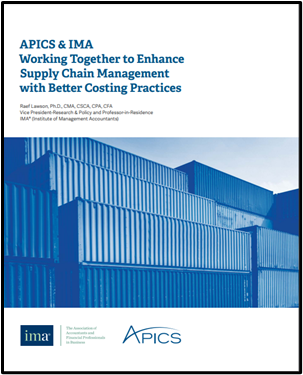 APICS & IMA
Working Together to Enhance
Supply Chain Management
with Better Costing Practices
Raef Lawson, Ph.D., CMA, CSCA, CPA, CFA
Vice President-Research & Policy and Professor-in-Residence
IMA® (Institute of Management Accountants)
ima®
The Association of
Accountants and
Financial Professionals
in Business
APICS